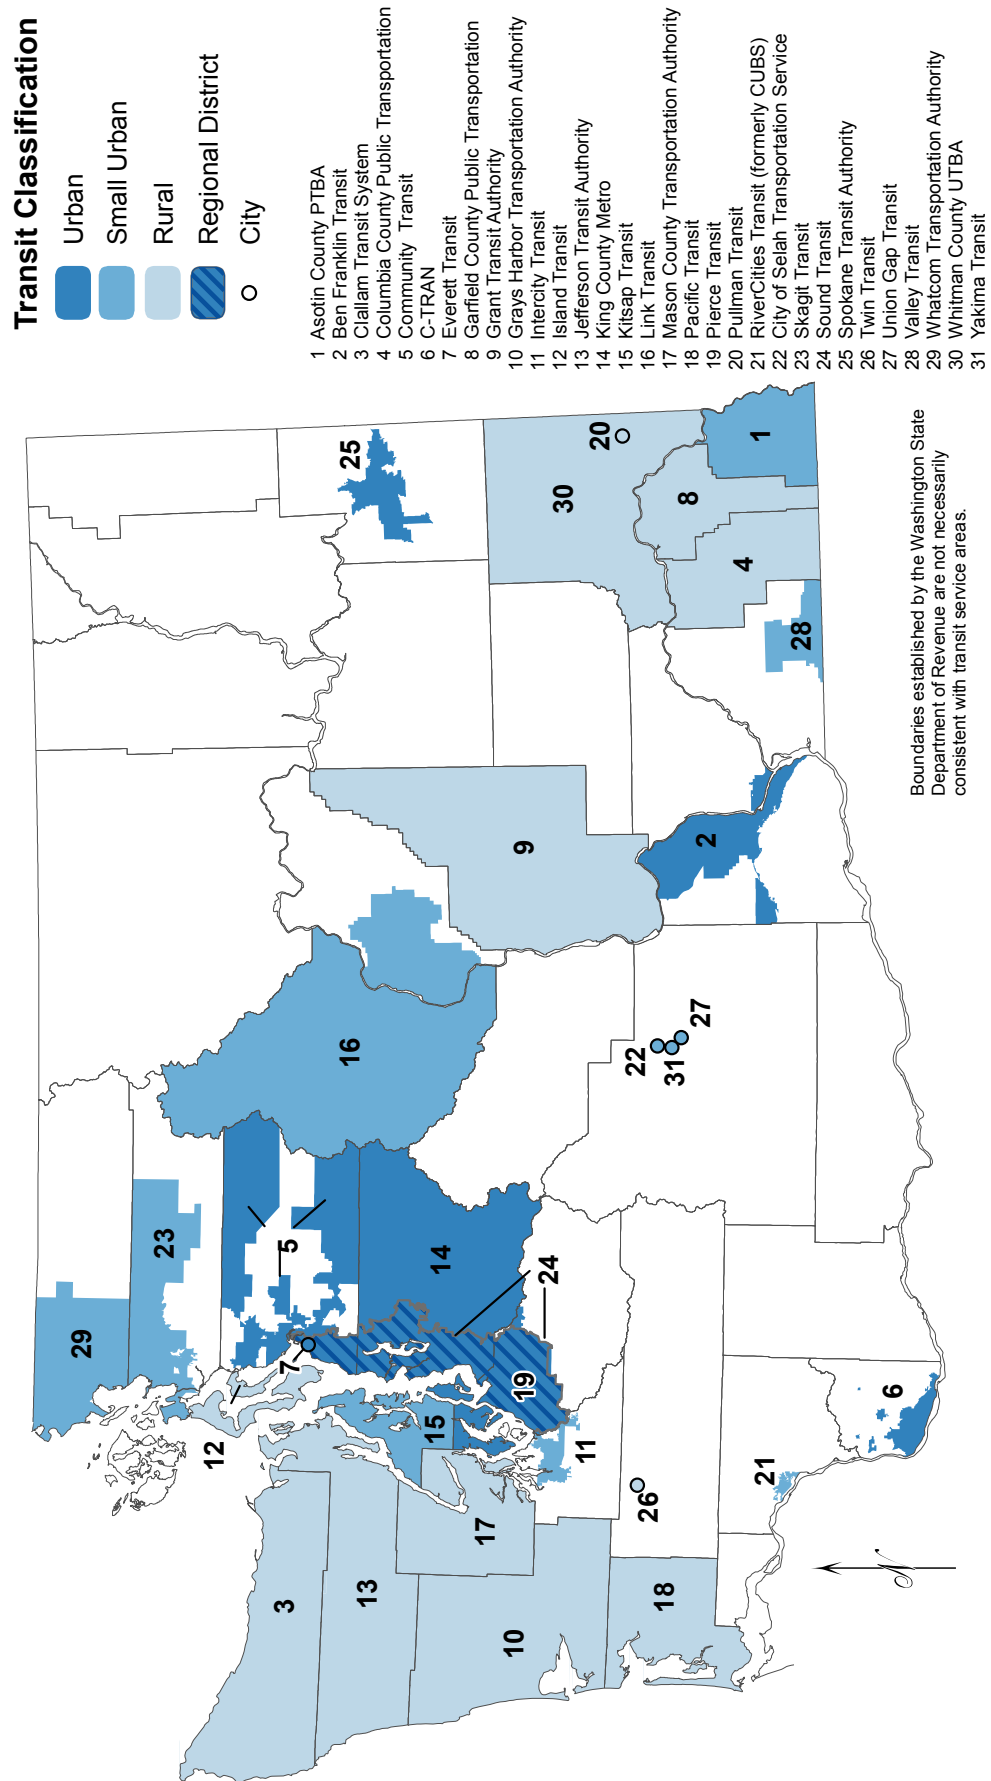 Transit Classification
Urban
Small Urban
Rural
Regional District
City
1 Asotin County PTBA
2 Ben Franklin Transit
3 Clallam Transit System
4 Columbia County Public Transportation
5 Community Transit
6 C-TRAN
7 Everett Transit
8 Garfield County Public Transportation
9 Grant Transit Authority
10 Grays Harbor Transportation Authority
11 Intercity Transit
12 Island Transit
13 Jefferson Transit Authority
14 King County Metro
15 Kitsap Transit
16 Link Transit
17 Mason County Transportation Authority
18 Pacific Transit
19 Pierce Transit
20 Pullman Transit
21 RiverCities Transit (formerly CUBS)
22 City of Selah Transportation Service
23 Skagit Transit
24 Sound Transit
25 Spokane Transit Authority
26 Twin Transit
27 Union Gap Transit
28 Valley Transit
29 Whatcom Transportation Authority
30 Whitman County UTBA
31 Yakima Transit
29
23
12
5
7
3
16
25
13
15
14
24
17
19
9
10
11
30
20
26
22
31
27
18
2
8
4
1
21
28
6
N
Boundaries established by the Washington State
Department of Revenue are not necessarily
consistent with transit service areas.